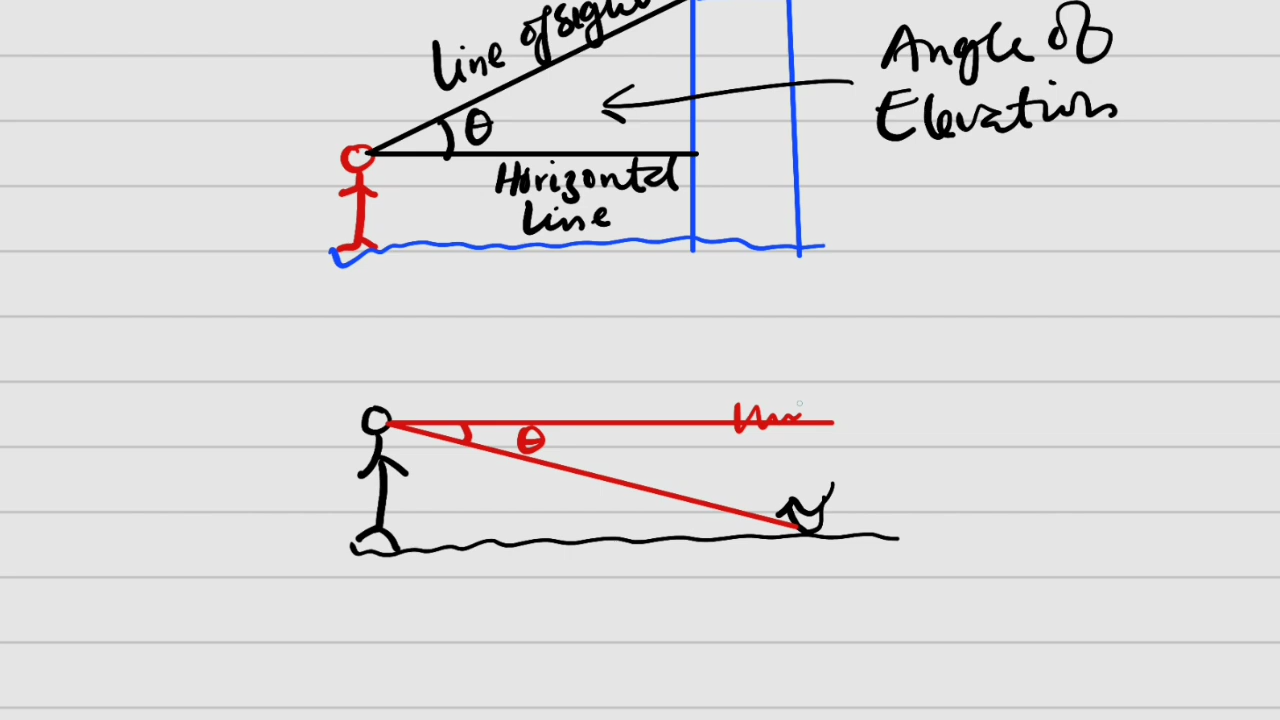 Line of sight
θ
Horizontal
Line
Angle of
Elevation
θ